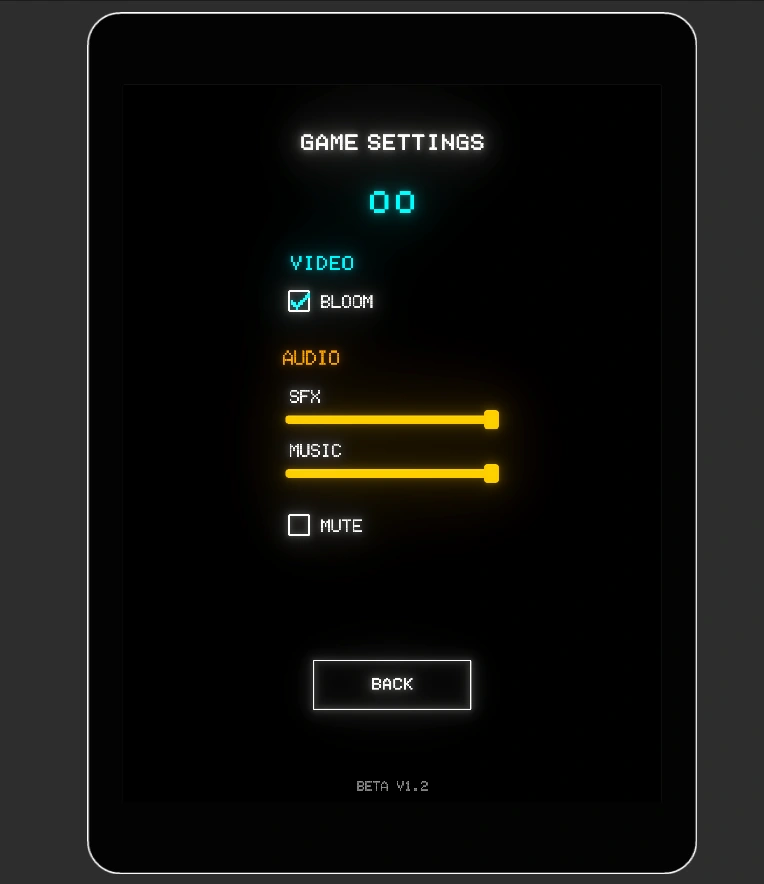 GAME SETTINGS
00
VIDEO
BLOOM
AUDIO
SFX
MUSIC
MUTE
BACK
BETA V1.2